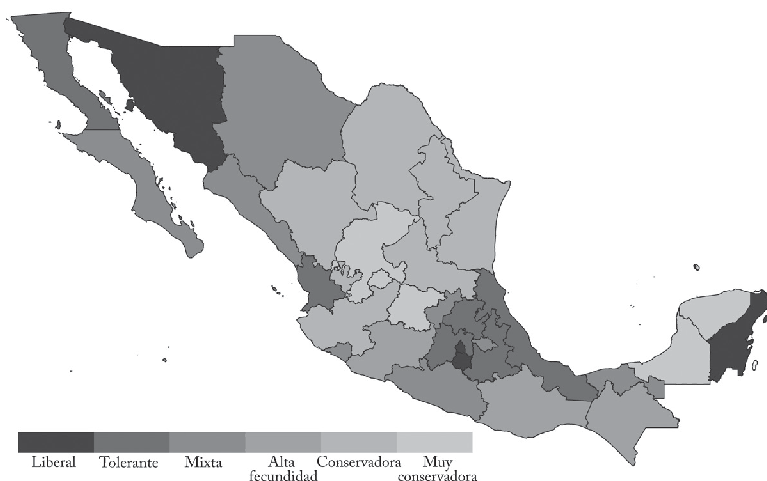 Liberal Tolerante Mixta Alta Conservadora Muy
fecundidad conservadora